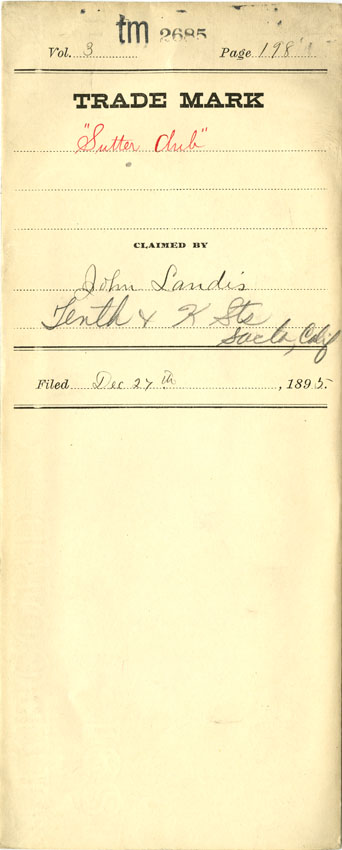 tm 2685
Vol. 3 Page 198
TRADE MARK
"Sutter Club"
CLAIMED BY
John Landis
Tenth & K Sts
Sacto, Calif
Filed Dec 27th, 1895.